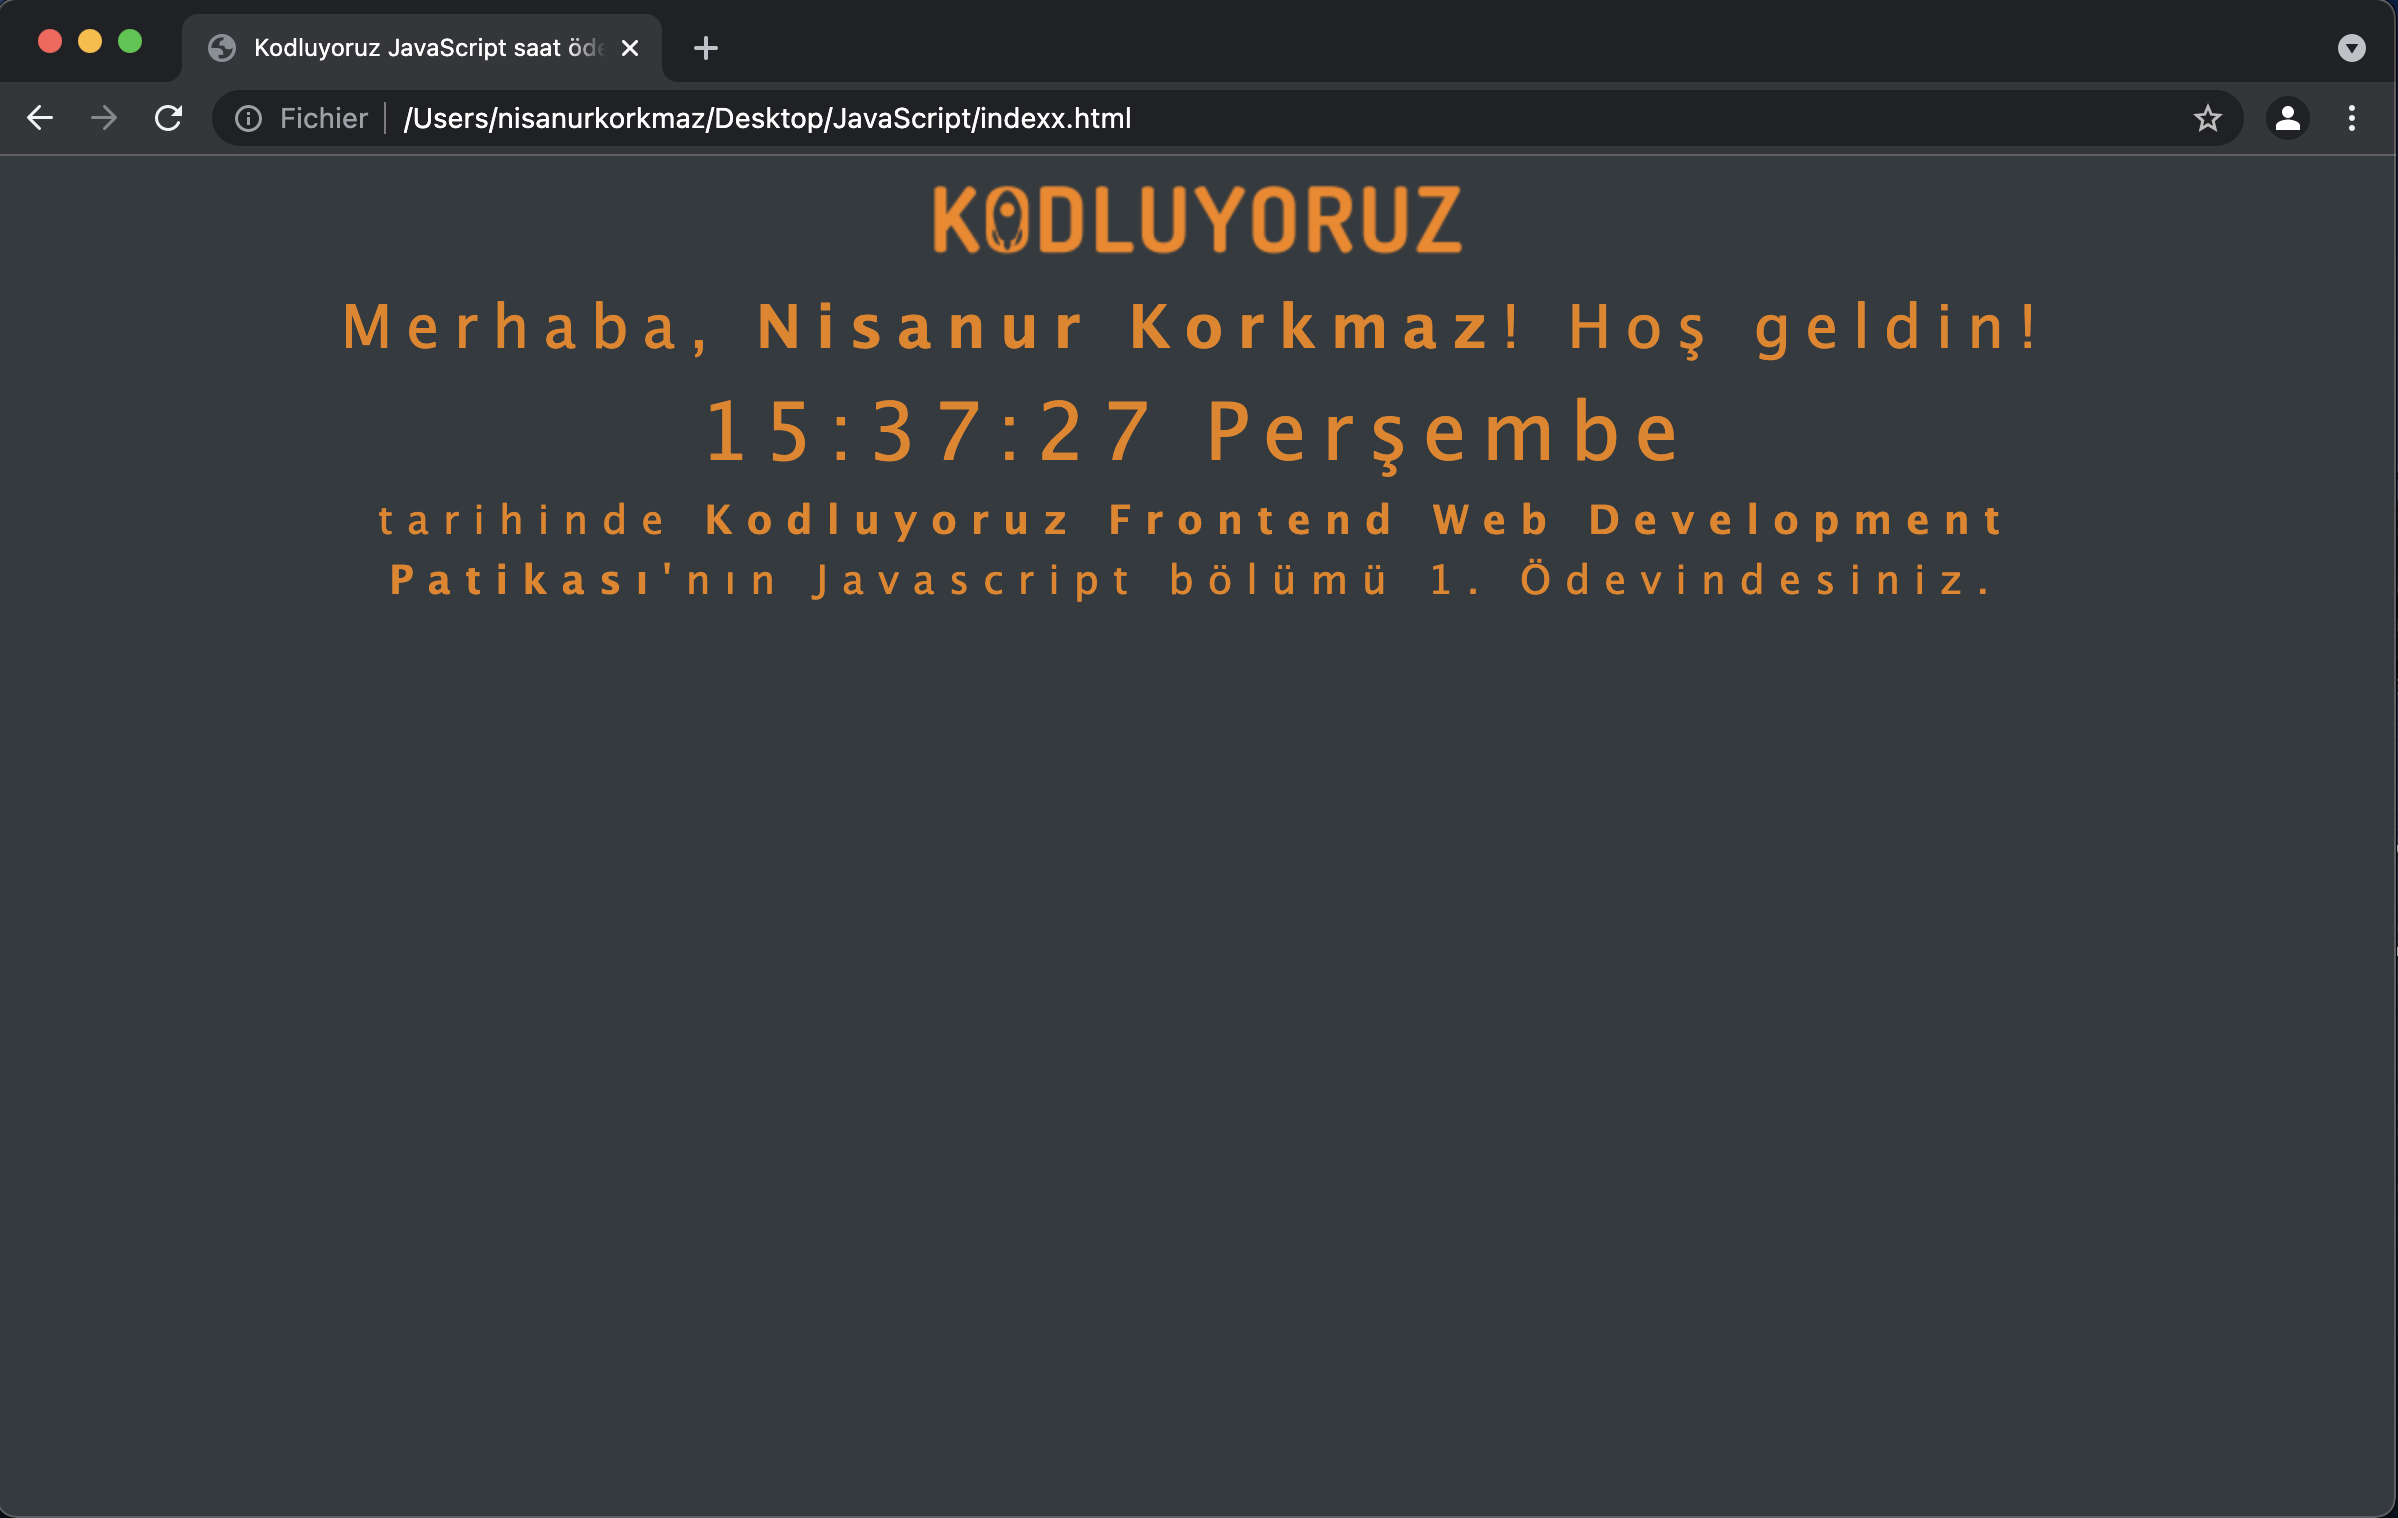 Kodluyoruz JavaScript saat öde
Fichier /Users/nisanurkorkmaz/Desktop/JavaScript/indexx.html
KODLUYORUZ
Merhaba, Nisanur Korkmaz! Hoş geldin!
15:37:27 Perşembe
tarihinde Kodluyoruz Frontend Web Development
Patikası'nın Javascript bölümü 1. Ödevindesiniz.